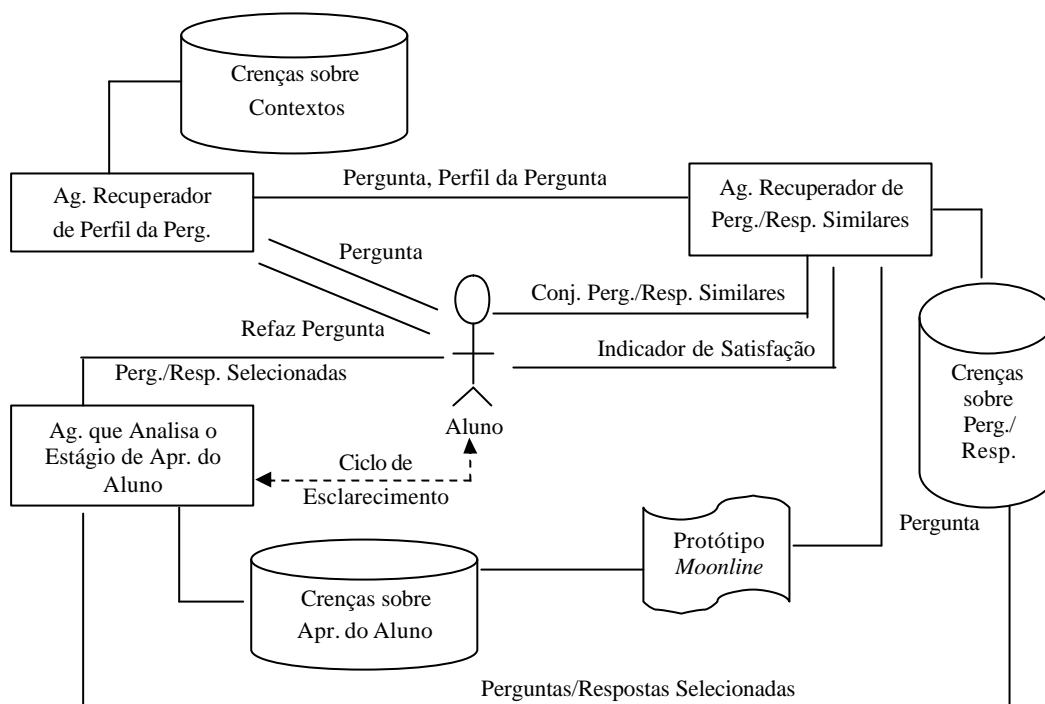 Crenças sobre
Contextos
Ag. Recuperador
de Perfil da Perg.
Pergunta, Perfil da Pergunta
Ag. Recuperador de
Perg./Resp. Similares
Pergunta
Conj. Perg./Resp. Similares
Refaz Pergunta
Indicador de Satisfação
Perg./Resp. Selecionadas
Crenças
sobre
Perg./
Resp.
Ag. que Analisa o
Estágio de Apr. do
Aluno
Aluno
Ciclo de
Esclarecimento
Pergunta
Protótipo
Moonline
Crenças sobre
Apr. do Aluno
Perguntas/Respostas Selecionadas